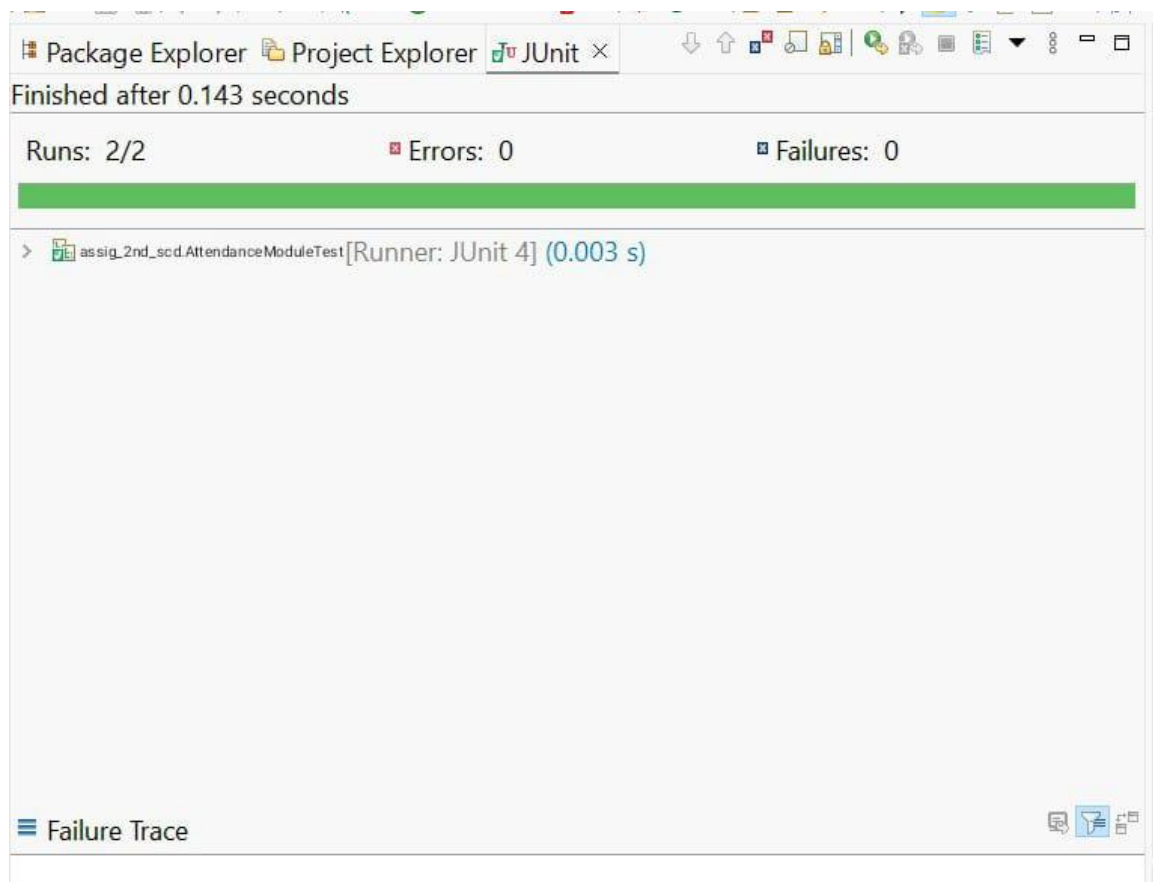 Package Explorer Project Explorer JUnit ×
Finished after 0.143 seconds
Runs: 2/2 Errors: 0 Failures: 0
assig_2nd_scd.AttendanceModuleTest [Runner: JUnit 4] (0.003 s)
Failure Trace